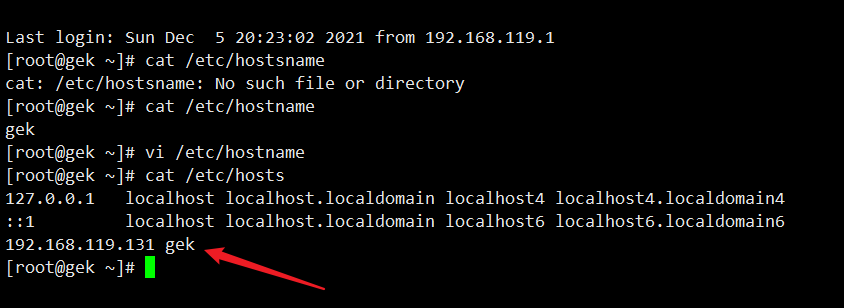 Last login: Sun Dec  5 20:23:02 2021 from 192.168.119.1
[root@gek ~]# cat /etc/hostsname
cat: /etc/hostsname: No such file or directory
[root@gek ~]# cat /etc/hostname
gek
[root@gek ~]# vi /etc/hostname
[root@gek ~]# cat /etc/hosts
127.0.0.1   localhost localhost.localdomain localhost4 localhost4.localdomain4
::1         localhost localhost.localdomain localhost6 localhost6.localdomain6
192.168.119.131 gek
[root@gek ~]#